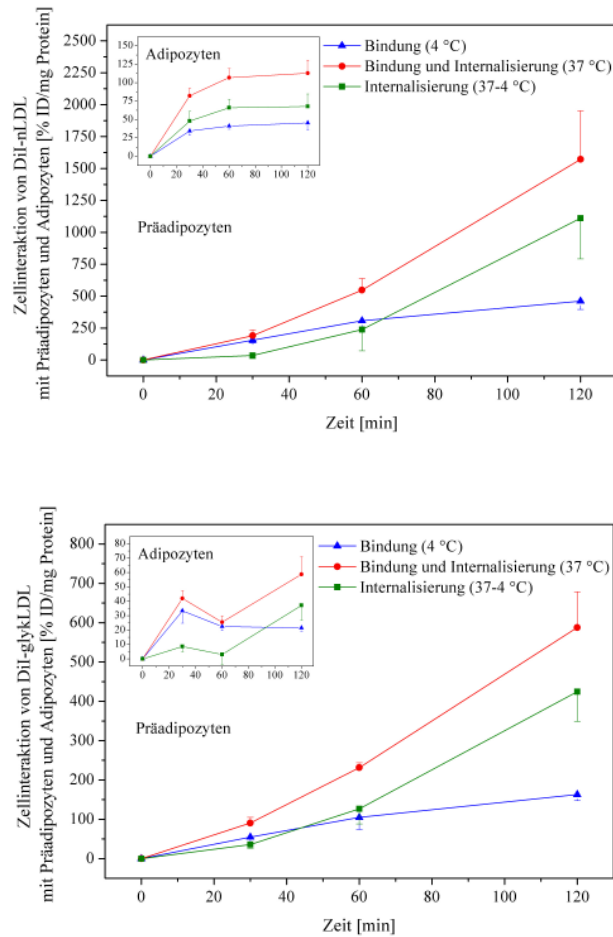 Zellinteraktion von DiI-nLDL
mit Präadipozyten und Adipozyten [% ID/mg Protein]
2500
2250
2000
1750
1500
1250
1000
750
500
250
0
Adipozyten
150
125
100
75
50
25
0
0 20 40 60 80 100 120
Bindung (4 °C)
Bindung und Internalisierung (37 °C)
Internalisierung (37-4 °C)
Präadipozyten
0 20 40 60 80 100 120
Zeit [min]
Zellinteraktion von DiI-glykLDL
mit Präadipozyten und Adipozyten [% ID/mg Protein]
800
700
600
500
400
300
200
100
0
Adipozyten
80
70
60
50
40
30
20
10
0
0 20 40 60 80 100 120
Bindung (4 °C)
Bindung und Internalisierung (37 °C)
Internalisierung (37-4 °C)
Präadipozyten
0 20 40 60 80 100 120
Zeit [min]